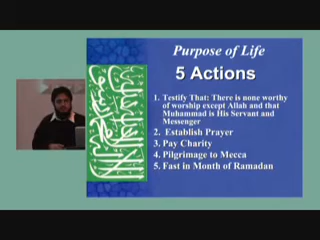 Purpose of Life
5 Actions
1. Testify That: There is none worthy
of worship except Allah and that
Muhammad is His Servant and
Messenger
2. Establish Prayer
3. Pay Charity
4. Pilgrimage to Mecca
5. Fast in Month of Ramadan